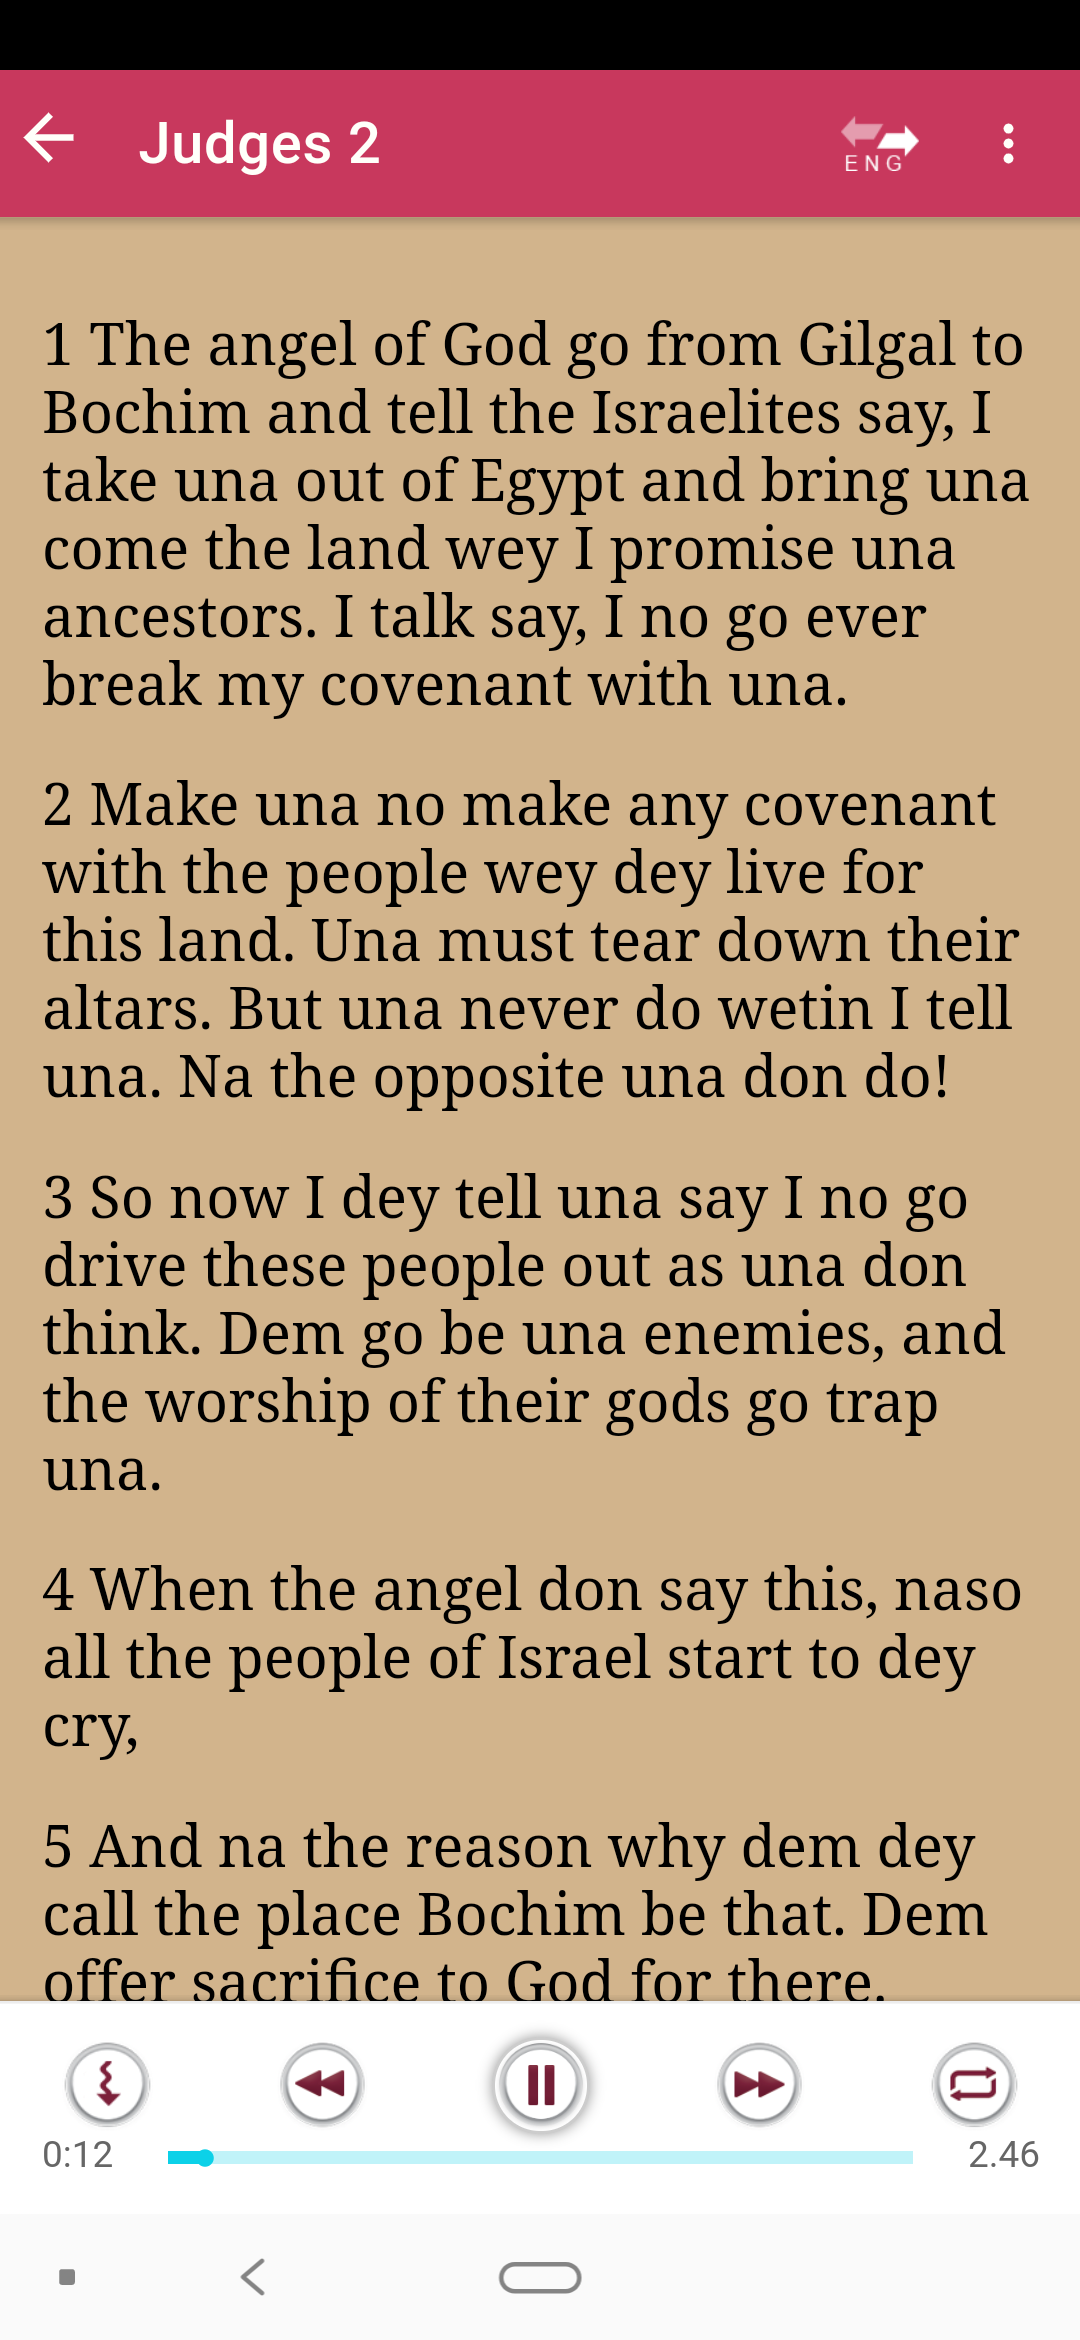 Judges 2
ENG
1 The angel of God go from Gilgal to
Bochim and tell the Israelites say, I
take una out of Egypt and bring una
come the land wey I promise una
ancestors. I talk say, I no go ever
break my covenant with una.
2 Make una no make any covenant
with the people wey dey live for
this land. Una must tear down their
altars. But una never do wetin I tell
una. Na the opposite una don do!
3 So now I dey tell una say I no go
drive these people out as una don
think. Dem go be una enemies, and
the worship of their gods go trap
una.
4 When the angel don say this, naso
all the people of Israel start to dey
cry,
5 And na the reason why dem dey
call the place Bochim be that. Dem
offer sacrifice to God for there.
0:12
2.46